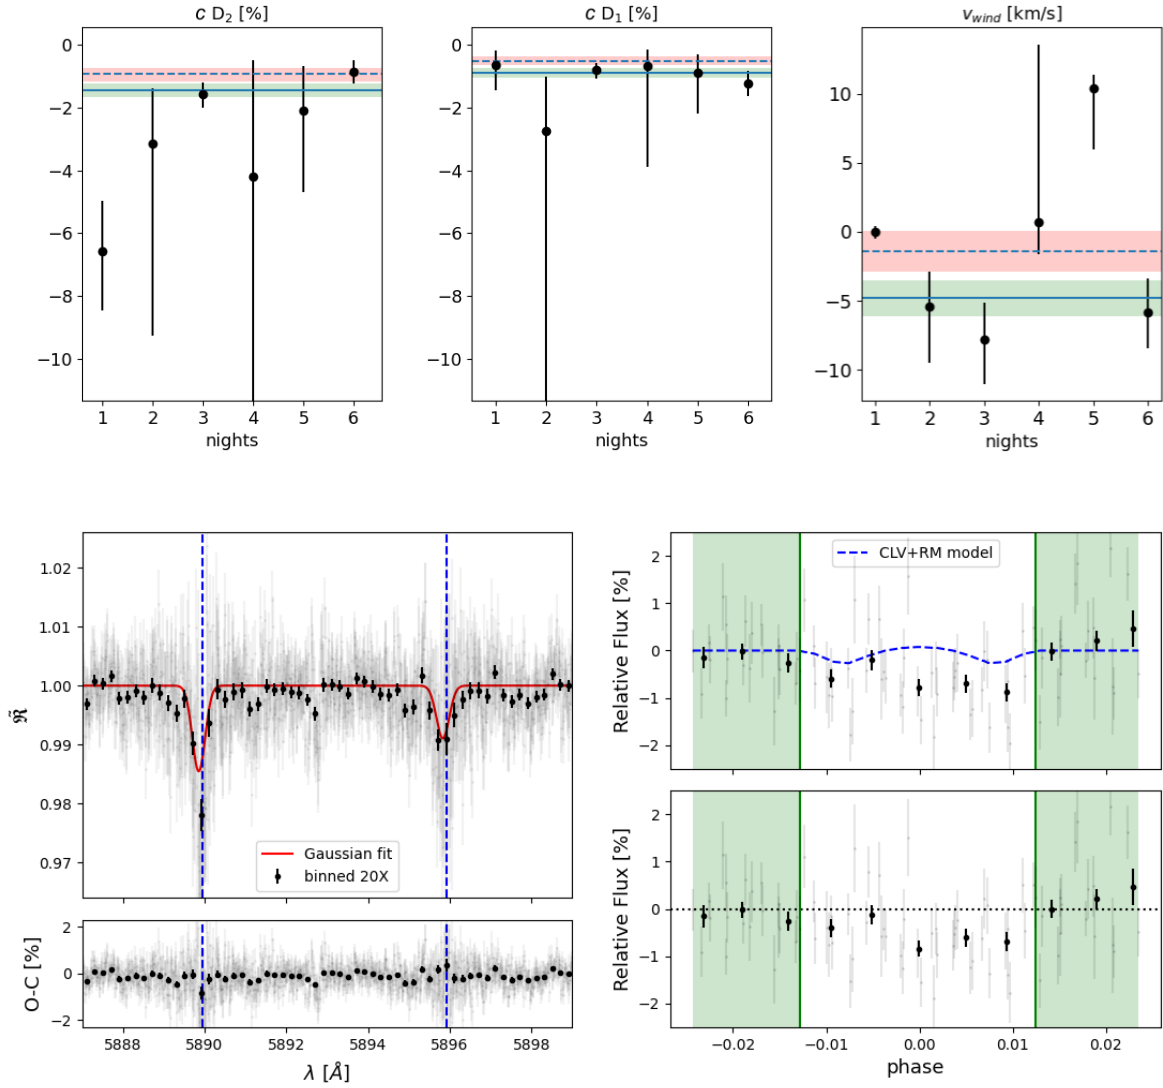 c D₂ [%]
0
−2
−4
−6
−8
−10
1 2 3 4 5 6
nights
c D₁ [%]
0
−2
−4
−6
−8
−10
1 2 3 4 5 6
nights
v_wind [km/s]
10
5
0
−5
−10
1 2 3 4 5 6
nights
ℜ̃
1.02
1.01
1.00
0.99
0.98
0.97
Gaussian fit
binned 20X
O-C [%]
2
0
−2
5888 5890 5892 5894 5896 5898
λ [Å]
Relative Flux [%]
2
1
0
−1
−2
CLV+RM model
Relative Flux [%]
2
1
0
−1
−2
−0.02 −0.01 0.00 0.01 0.02
phase